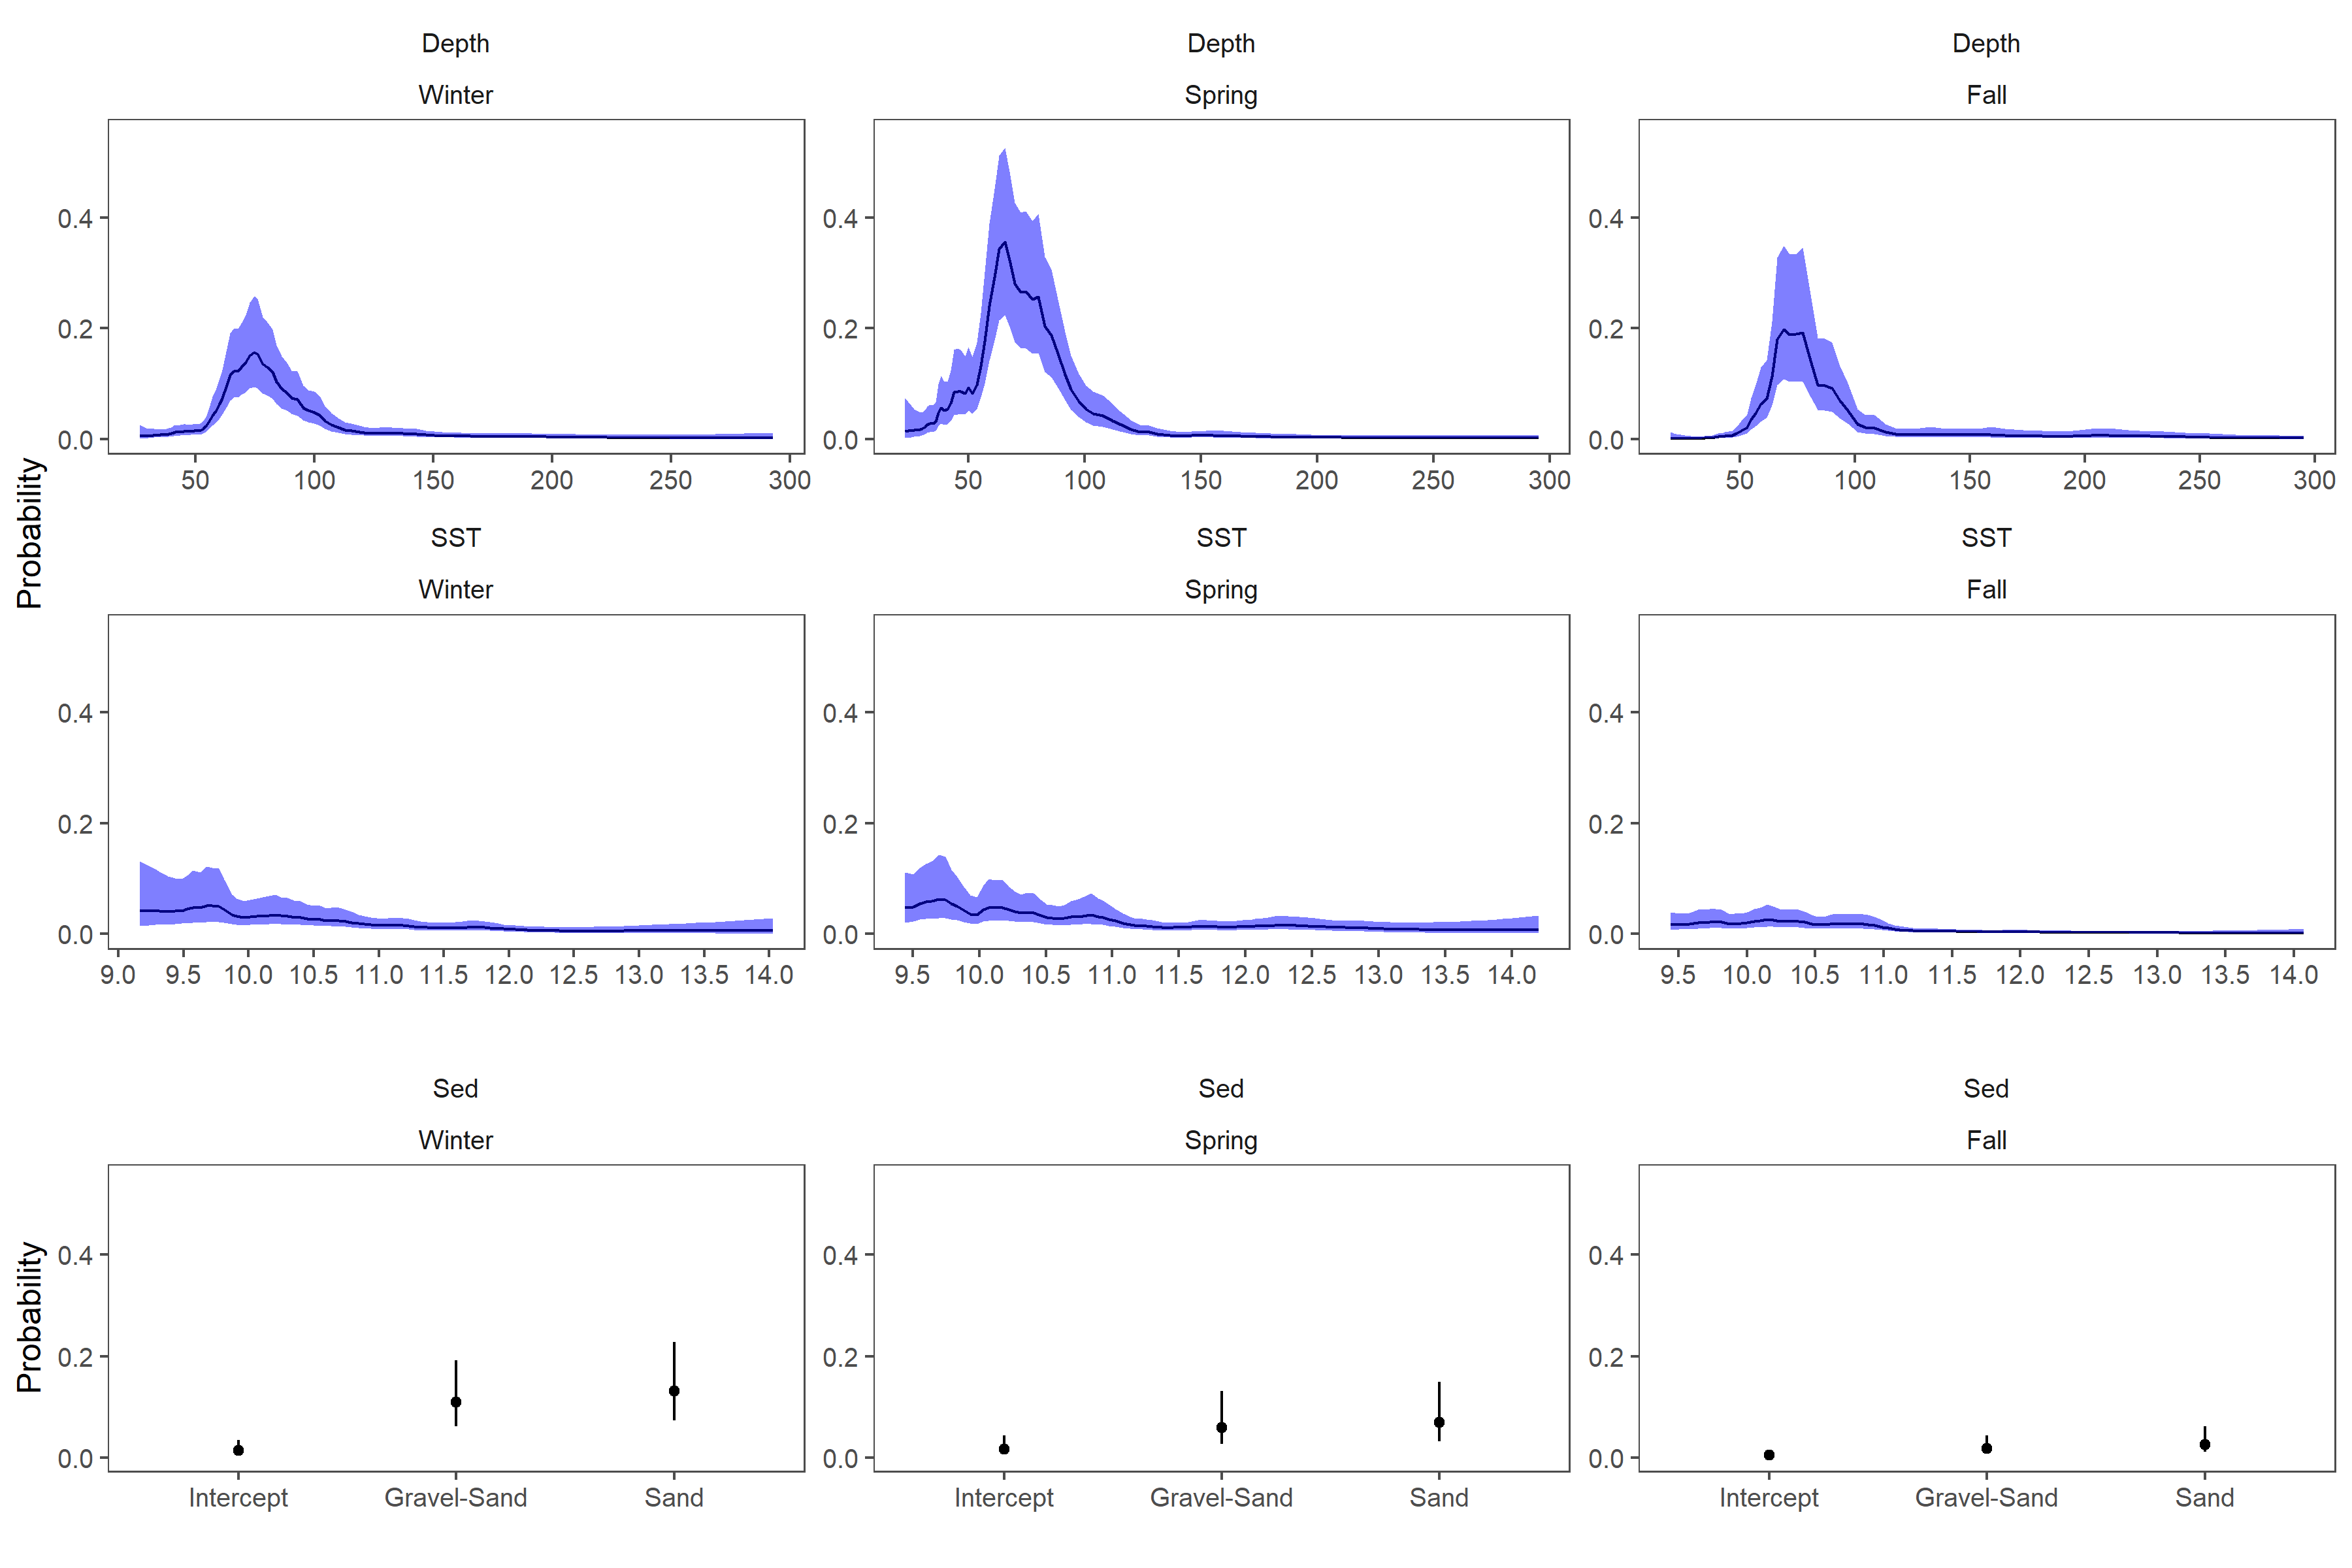 Depth Depth Depth
Winter Spring Fall
0.4 0.4 0.4
0.2 0.2 0.2
0.0 0.0 0.0
50 100 150 200 250 300 50 100 150 200 250 300 50 100 150 200 250 300
Probability
SST SST SST
Winter Spring Fall
0.4 0.4 0.4
0.2 0.2 0.2
0.0 0.0 0.0
9.0 9.5 10.0 10.5 11.0 11.5 12.0 12.5 13.0 13.5 14.0 9.5 10.0 10.5 11.0 11.5 12.0 12.5 13.0 13.5 14.0 9.5 10.0 10.5 11.0 11.5 12.0 12.5 13.0 13.5 14.0
Sed Sed Sed
Winter Spring Fall
Probability
0.4 0.4 0.4
0.2 0.2 0.2
0.0 0.0 0.0
Intercept Gravel-Sand Sand Intercept Gravel-Sand Sand Intercept Gravel-Sand Sand